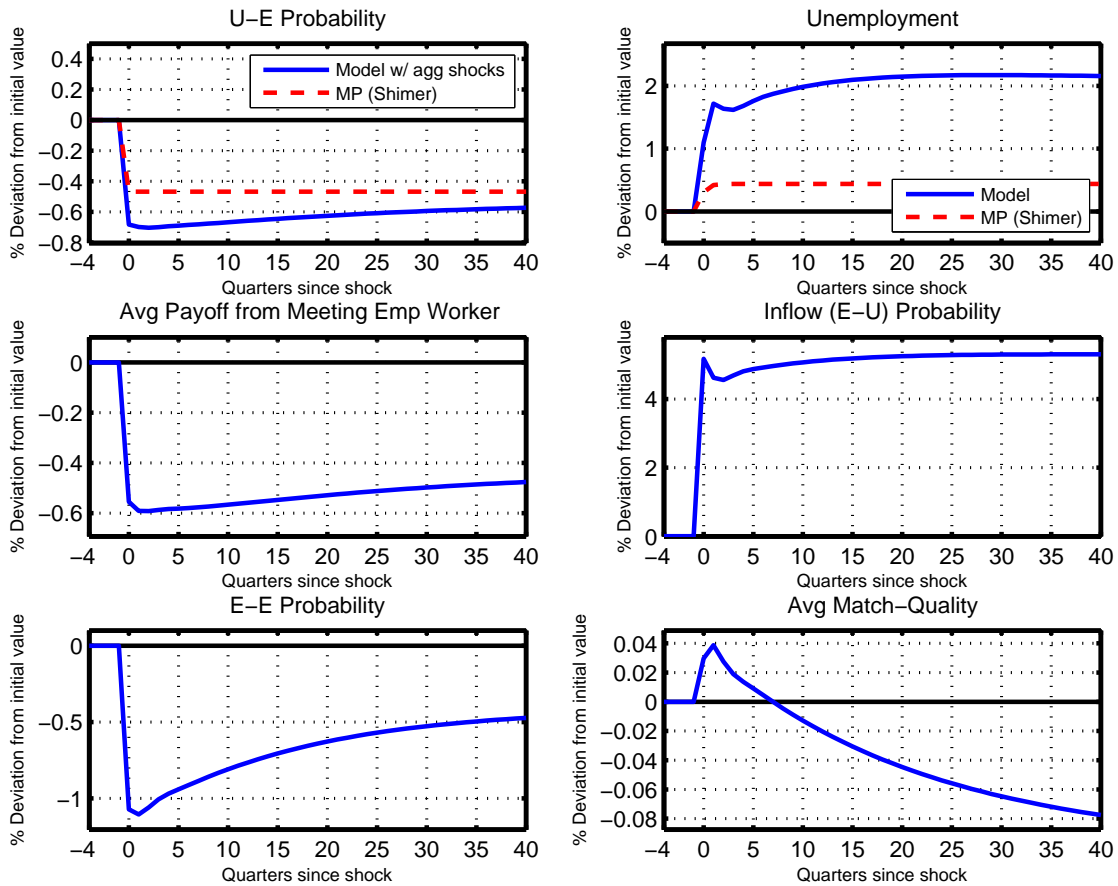 U−E Probability
% Deviation from initial value
0.4
0.2
0
−0.2
−0.4
−0.6
−0.8
Model w/ agg shocks
MP (Shimer)
−4 0 5 10 15 20 25 30 35 40
Quarters since shock
Unemployment
% Deviation from initial value
2
1
0
Model
MP (Shimer)
−4 0 5 10 15 20 25 30 35 40
Quarters since shock
Avg Payoff from Meeting Emp Worker
% Deviation from initial value
0
−0.2
−0.4
−0.6
−4 0 5 10 15 20 25 30 35 40
Quarters since shock
Inflow (E−U) Probability
% Deviation from initial value
4
2
0
−4 0 5 10 15 20 25 30 35 40
Quarters since shock
E−E Probability
% Deviation from initial value
0
−0.5
−1
−4 0 5 10 15 20 25 30 35 40
Quarters since shock
Avg Match−Quality
% Deviation from initial value
0.04
0.02
0
−0.02
−0.04
−0.06
−0.08
−4 0 5 10 15 20 25 30 35 40
Quarters since shock